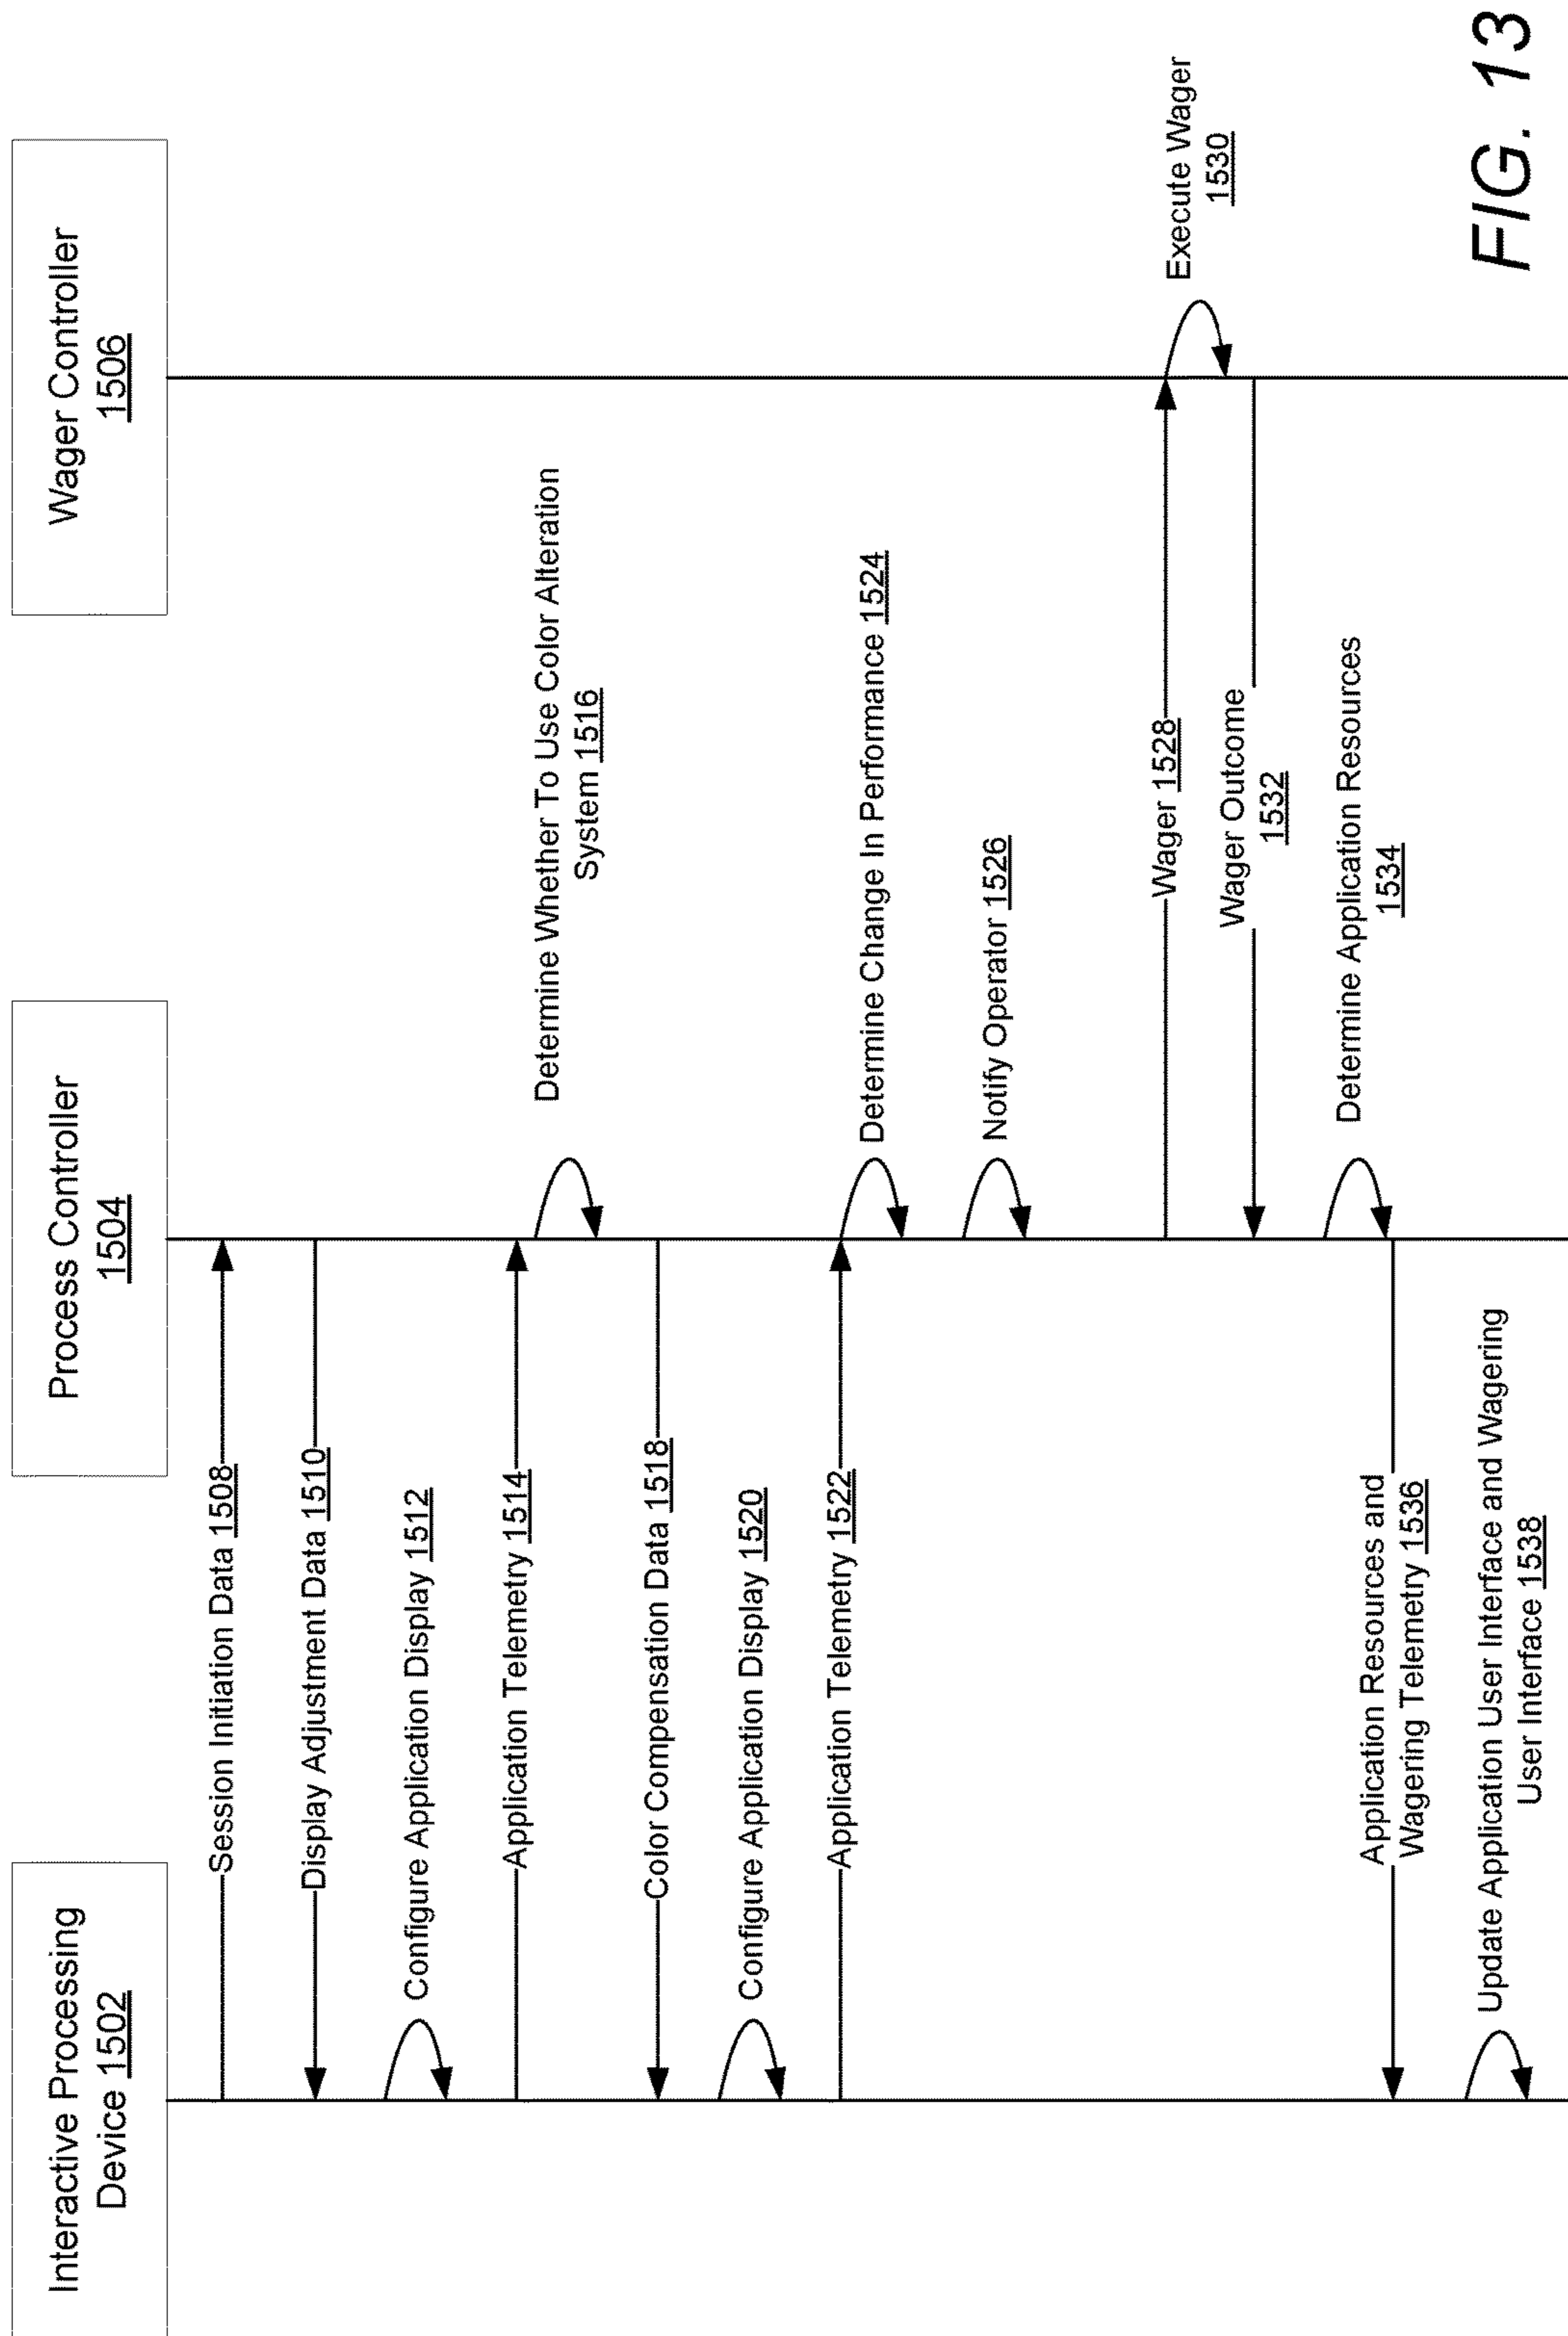 Interactive Processing
Device 1502
Process Controller
1504
Wager Controller
1506
Session Initiation Data 1508
Display Adjustment Data 1510
Configure Application Display 1512
Application Telemetry 1514
Determine Whether To Use Color Alteration
System 1516
Color Compensation Data 1518
Configure Application Display 1520
Application Telemetry 1522
Determine Change In Performance 1524
Notify Operator 1526
Wager 1528
Execute Wager
1530
Wager Outcome
1532
Determine Application Resources
1534
Application Resources and
Wagering Telemetry 1536
Update Application User Interface and Wagering
User Interface 1538
FIG. 13